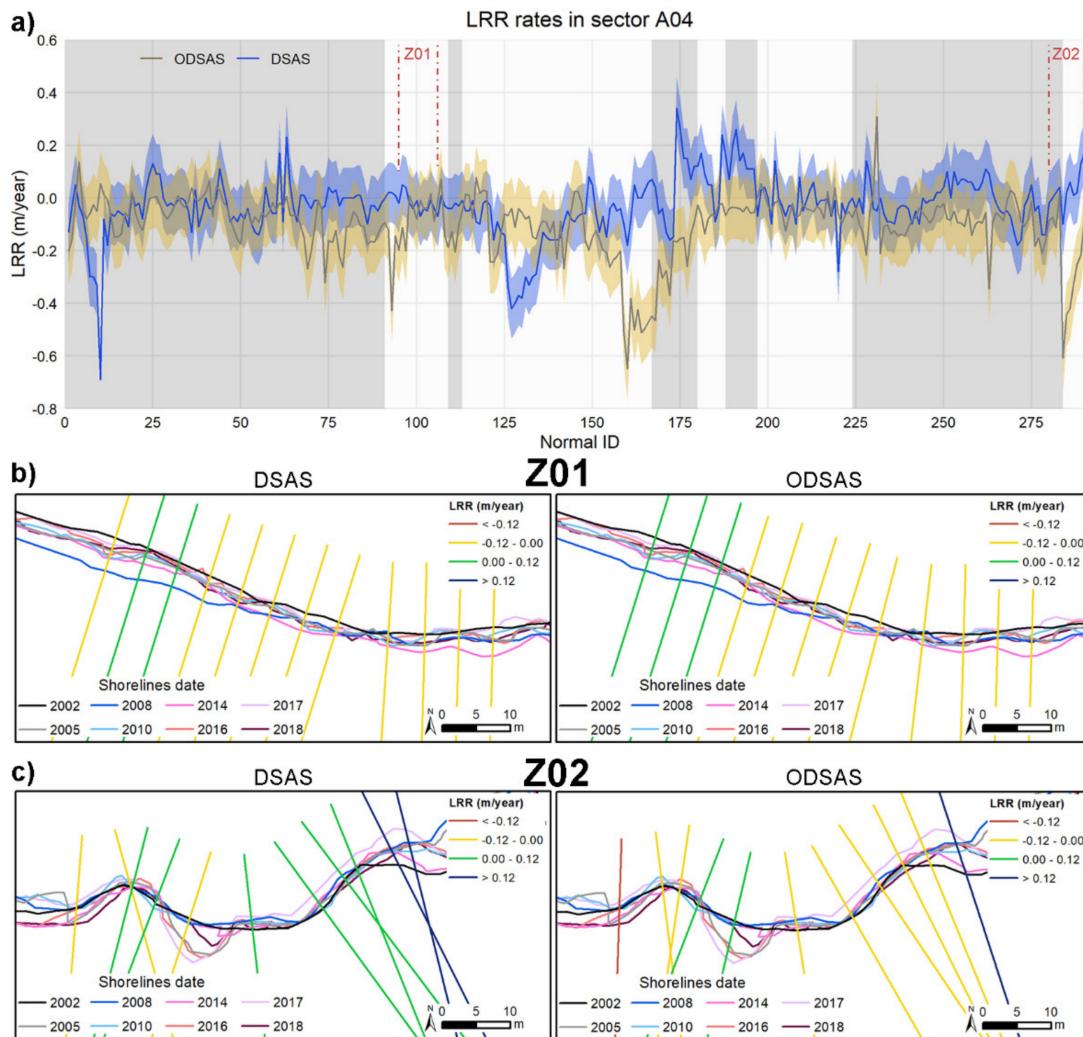 a)
LRR rates in sector A04
0.6
0.4
0.2
0.0
-0.2
-0.4
-0.6
-0.8
LRR (m/year)
ODSAS
DSAS
Z01
Z02
0
25
50
75
100
125
150
175
200
225
250
275
Normal ID
b)
DSAS
Z01
ODSAS
LRR (m/year)
< -0.12
-0.12 - 0.00
0.00 - 0.12
> 0.12
Shorelines date
2002 2008 2014 2017
2005 2010 2016 2018
N
0 5 10
m
LRR (m/year)
< -0.12
-0.12 - 0.00
0.00 - 0.12
> 0.12
Shorelines date
2002 2008 2014 2017
2005 2010 2016 2018
N
0 5 10
m
c)
DSAS
Z02
ODSAS
LRR (m/year)
< -0.12
-0.12 - 0.00
0.00 - 0.12
> 0.12
Shorelines date
2002 2008 2014 2017
2005 2010 2016 2018
N
0 5 10
m
LRR (m/year)
< -0.12
-0.12 - 0.00
0.00 - 0.12
> 0.12
Shorelines date
2002 2008 2014 2017
2005 2010 2016 2018
N
0 5 10
m